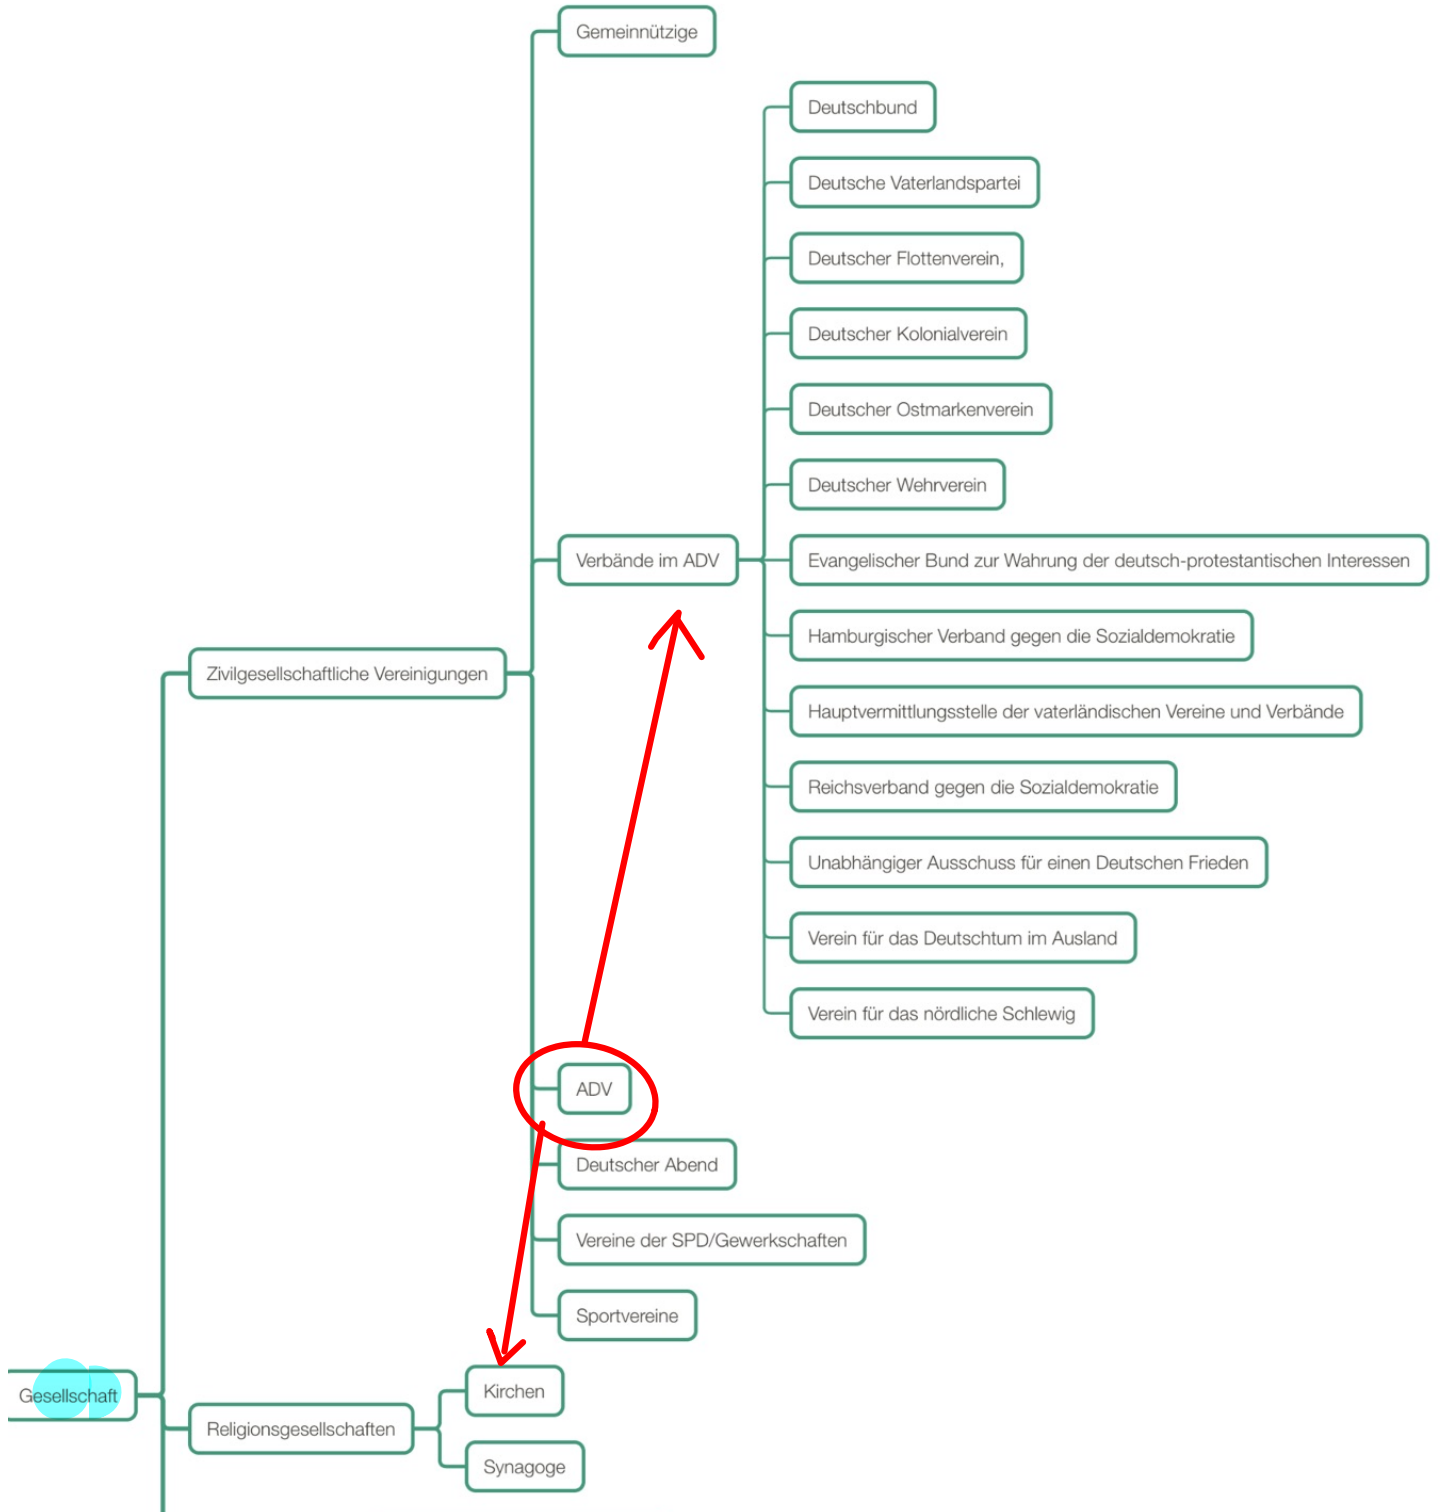 Gemeinnützige
Deutschbund
Deutsche Vaterlandspartei
Deutscher Flottenverein,
Deutscher Kolonialverein
Deutscher Ostmarkenverein
Deutscher Wehrverein
Verbände im ADV
Evangelischer Bund zur Wahrung der deutsch-protestantischen Interessen
Hamburgischer Verband gegen die Sozialdemokratie
Zivilgesellschaftliche Vereinigungen
Hauptvermittlungsstelle der vaterländischen Vereine und Verbände
Reichsverband gegen die Sozialdemokratie
Unabhängiger Ausschuss für einen Deutschen Frieden
Verein für das Deutschtum im Ausland
Verein für das nördliche Schlewig
ADV
Deutscher Abend
Vereine der SPD/Gewerkschaften
Sportvereine
Gesellschaft
Kirchen
Religionsgesellschaften
Synagoge